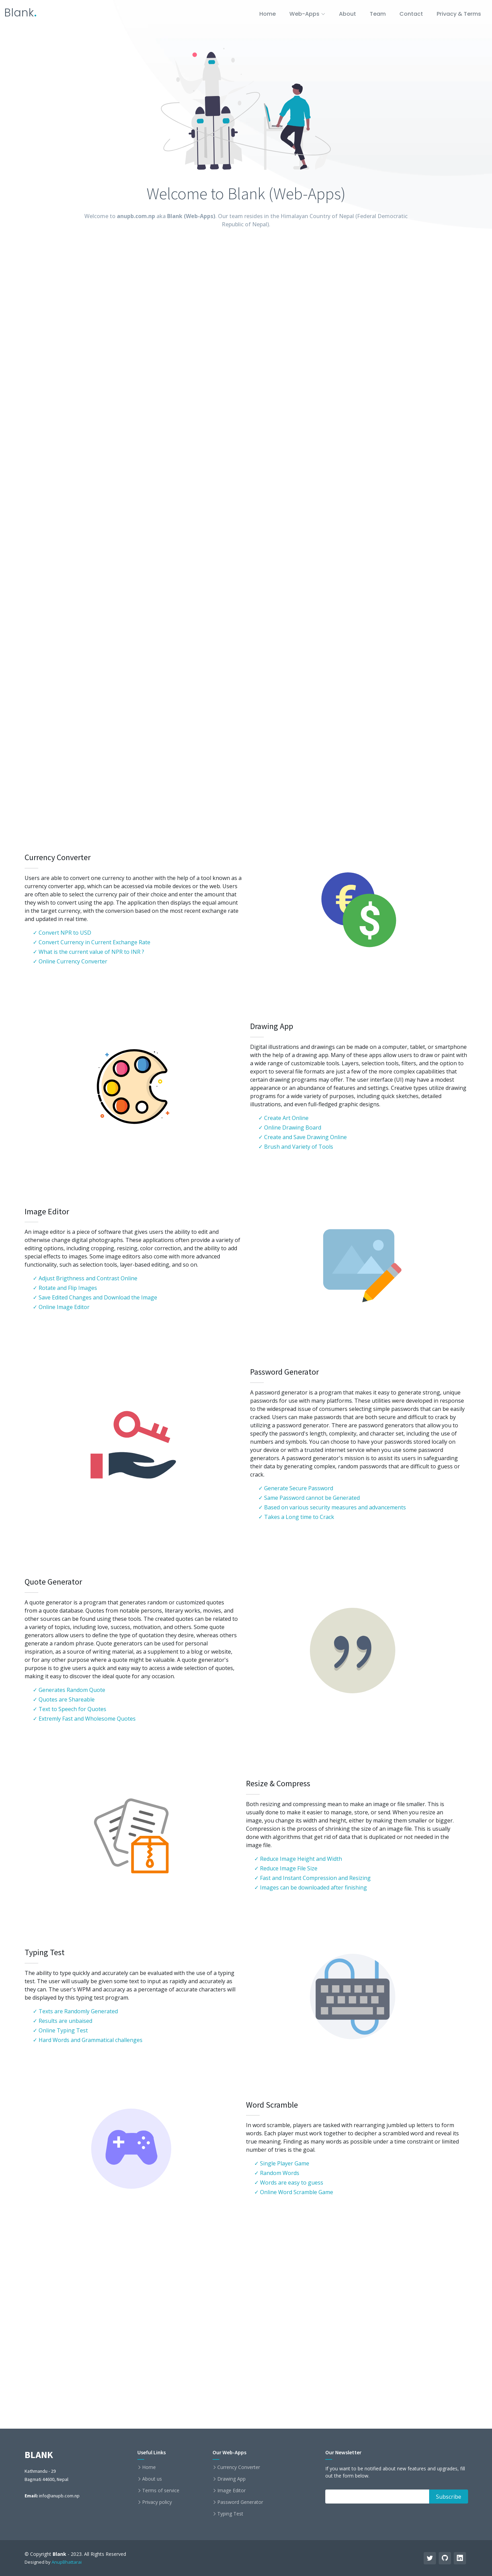 Blank.
Home
Web-Apps
About
Team
Contact
Privacy & Terms
Welcome to Blank (Web-Apps)
Welcome to anupb.com.np aka Blank (Web-Apps). Our team resides in the Himalayan Country of Nepal (Federal Democratic
Republic of Nepal).
Currency Converter
Users are able to convert one currency to another with the help of a tool known as a
currency converter app, which can be accessed via mobile devices or the web. Users
are often able to select the currency pair of their choice and enter the amount that
they wish to convert using the app. The application then displays the equal amount
in the target currency, with the conversion-based on the most recent exchange rate
and updated in real time.
✓ Convert NPR to USD
✓ Convert Currency in Current Exchange Rate
✓ What is the current value of NPR to INR ?
✓ Online Currency Converter
Drawing App
Digital illustrations and drawings can be made on a computer, tablet, or smartphone
with the help of a drawing app. Many of these apps allow users to draw or paint with
a wide range of customizable tools. Layers, selection tools, filters, and the option to
export to several file formats are just a few of the more complex capabilities that
certain drawing programs may offer. The user interface (UI) may have a modest
appearance or an abundance of features and settings. Creative types utilize drawing
programs for a wide variety of purposes, including quick sketches, detailed
illustrations, and even full-fledged graphic designs.
✓ Create Art Online
✓ Online Drawing Board
✓ Create and Save Drawing Online
✓ Brush and Variety of Tools
Image Editor
An image editor is a piece of software that gives users the ability to edit and
otherwise change digital photographs. These application often provide a variety of
editing options, including cropping, resizing, color correction, and the ability to add
special effects to images. Some image editors also come with more advanced
functionality, such as selection tools, layer-based editing, and so on.
✓ Adjust Brigthness and Contrast Online
✓ Rotate and Flip Images
✓ Save Edited Changes and Download the Image
✓ Online Image Editor
Password Generator
A password generator is a program that makes it easy to generate strong, unique
passwords for use with many platforms. These utilities were developed in response
to the widespread issue of consumers selecting simple passwords that can be easily
cracked. Users can make passwords that are both secure and difficult to crack by
utilizing a password generator. There are password generators that allow you to
specify the password's length, complexity, and character set, including the use of
numbers and symbols. You can choose to have your passwords stored locally on
your device or with a trusted internet service when you use some password
generators. A password generator's mission is to assist its users in safeguarding
their data by generating complex, random passwords that are difficult to guess or
crack.
✓ Generate Secure Password
✓ Same Password cannot be Generated
✓ Based on various security measures and advancements
✓ Takes a Long time to Crack
Quote Generator
A quote generator is a program that generates random or customized quotes
from a quote database. Quotes from notable persons, literary works, movies, and
other sources can be found using these tools. The created quotes can be related to
a variety of topics, including love, success, motivation, and others. Some quote
generators allow users to define the type of quotation they desire, whereas others
generate a random phrase. Quote generators can be used for personal
inspiration, as a source of writing material, as a supplement to a blog or website,
or for any other purpose where a quote may be valuable. A quote generator's
purpose is to give users a quick and easy way to access a wide selection of quotes,
making it easy to discover the ideal quote for any occasion.
✓ Generates Random Quote
✓ Quotes are Shareable
✓ Text to Speech for Quotes
✓ Extremly Fast and Wholesome Quotes
Resize & Compress
Both resizing and compressing mean to make an image or file smaller. This is
usually done to make it easier to manage, store, or send. When you resize an
image, you change its width and height, either by making them smaller or bigger.
Compression is the process of shrinking the size of an image file. This is usually
done with algorithms that get rid of data that is duplicated or not needed in the
image file.
✓ Reduce Image Height and Width
✓ Reduce Image File Size
✓ Fast and Instant Compression and Resizing
✓ Images can be downloaded after finishing
Typing Test
The ability to type quickly and accurately can be evaluated with the use of a typing
test. The user will usually be given some text to input as rapidly and accurately as
they can. The user's WPM and accuracy as a percentage of accurate characters will
be displayed by this typing test program.
✓ Texts are Randomly Generated
✓ Results are unbaised
✓ Online Typing Test
✓ Hard Words and Grammatical challenges
Word Scramble
In word scramble, players are tasked with rearranging jumbled up letters to form
words. Each player must work together to decipher a scrambled word and reveal its
true meaning. Finding as many words as possible under a time constraint or limited
number of tries is the goal.
✓ Single Player Game
✓ Random Words
✓ Words are easy to guess
✓ Online Word Scramble Game
BLANK
Kathmandu - 29
Bagmati 44600, Nepal
Email: info@anupb.com.np
Useful Links
Home
About us
Terms of service
Privacy policy
Our Web-Apps
Currency Converter
Drawing App
Image Editor
Password Generator
Typing Test
Our Newsletter
If you want to be notified about new features and upgrades, fill
out the form below.
Subscribe
© Copyright Blank - 2023. All Rights Reserved
Designed by AnupBhattarai